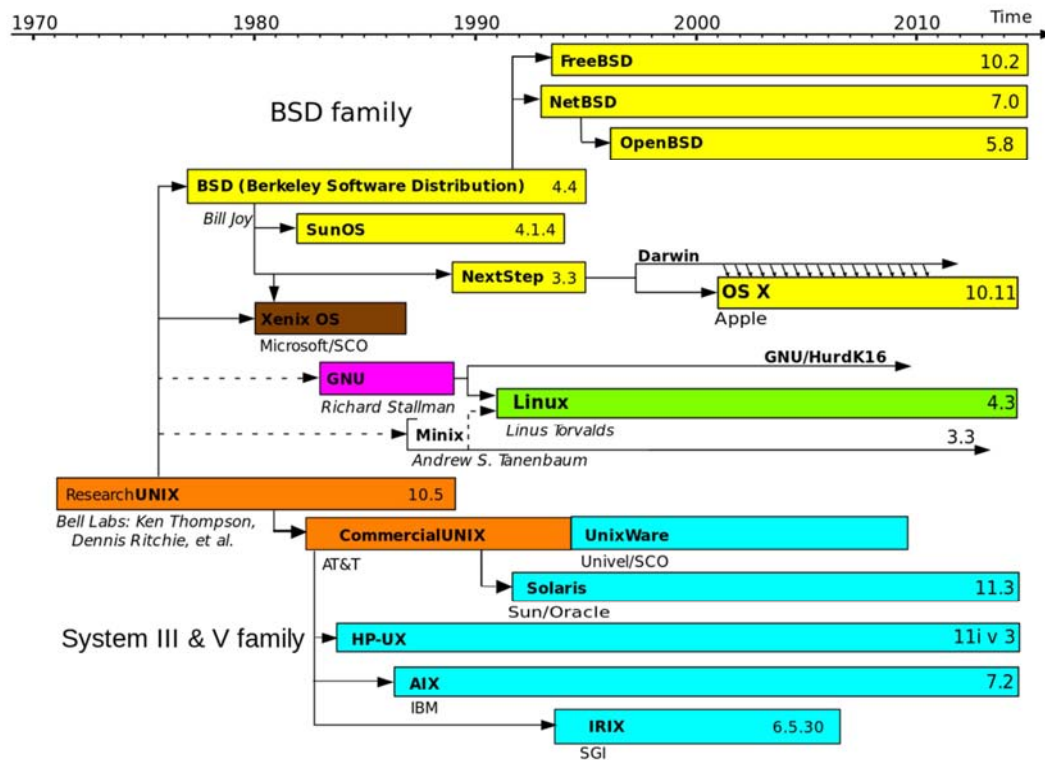 1970 1980 1990 2000 2010 Time
FreeBSD 10.2
BSD family
NetBSD 7.0
OpenBSD 5.8
BSD (Berkeley Software Distribution) 4.4
Bill Joy
SunOS 4.1.4
Darwin
NextStep 3.3
OS X 10.11
Apple
Xenix OS
Microsoft/SCO
GNU/HurdK16
GNU
Richard Stallman
Linux 4.3
Linus Torvalds
Minix 3.3
Andrew S. Tanenbaum
ResearchUNIX 10.5
Bell Labs: Ken Thompson,
Dennis Ritchie, et al.
CommercialUNIX
UnixWare
AT&T
Univel/SCO
Solaris 11.3
Sun/Oracle
System III & V family
HP-UX 11i v 3
AIX 7.2
IBM
IRIX 6.5.30
SGI